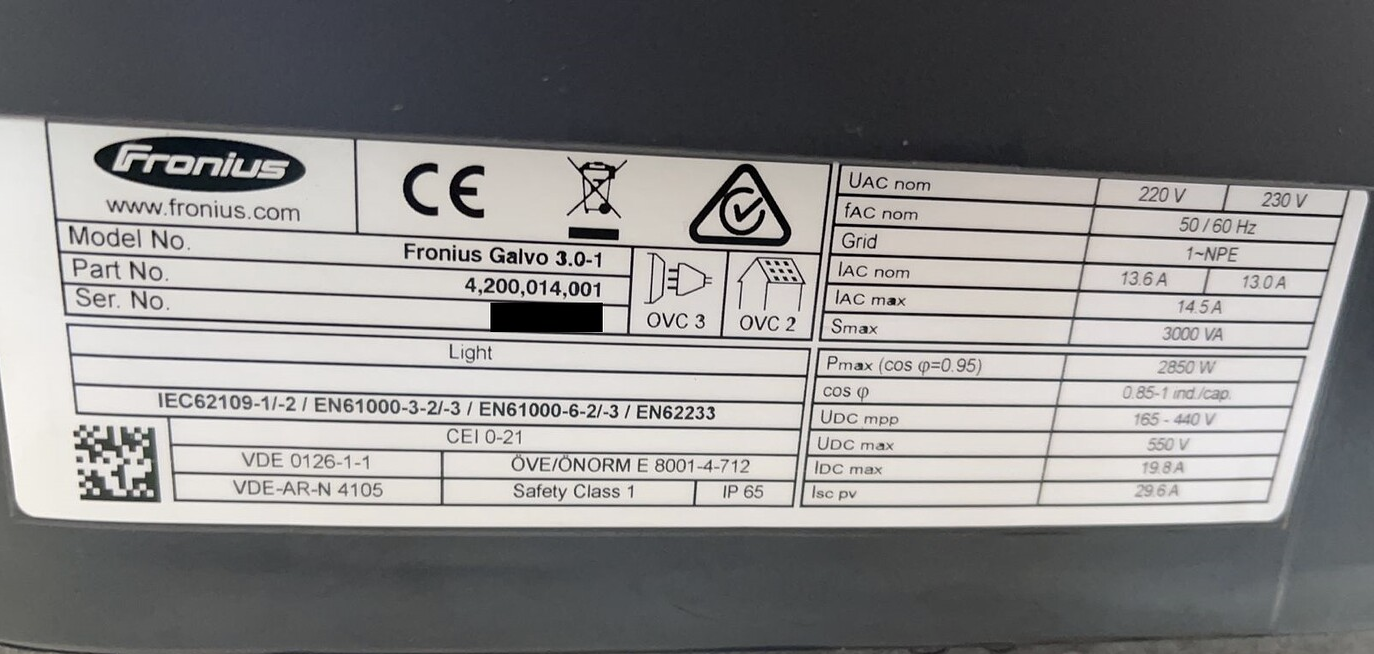 Fronius
www.fronius.com
CE
Model No. Fronius Galvo 3.0-1
Part No. 4,200,014,001
Ser. No.
OVC 3 OVC 2
Light
IEC62109-1/-2 / EN61000-3-2/-3 / EN61000-6-2/-3 / EN62233
CEI 0-21
VDE 0126-1-1 ÖVE/ÖNORM E 8001-4-712
VDE-AR-N 4105 Safety Class 1 IP 65
UAC nom 220 V 230 V
fAC nom 50 / 60 Hz
Grid 1~NPE
IAC nom 13.6 A 13.0 A
IAC max 14.5 A
Smax 3000 VA
Pmax (cos φ=0.95) 2850 W
cos φ 0.85-1 ind./cap.
UDC mpp 165 - 440 V
UDC max 550 V
IDC max 19.8 A
Isc pv 29.6 A